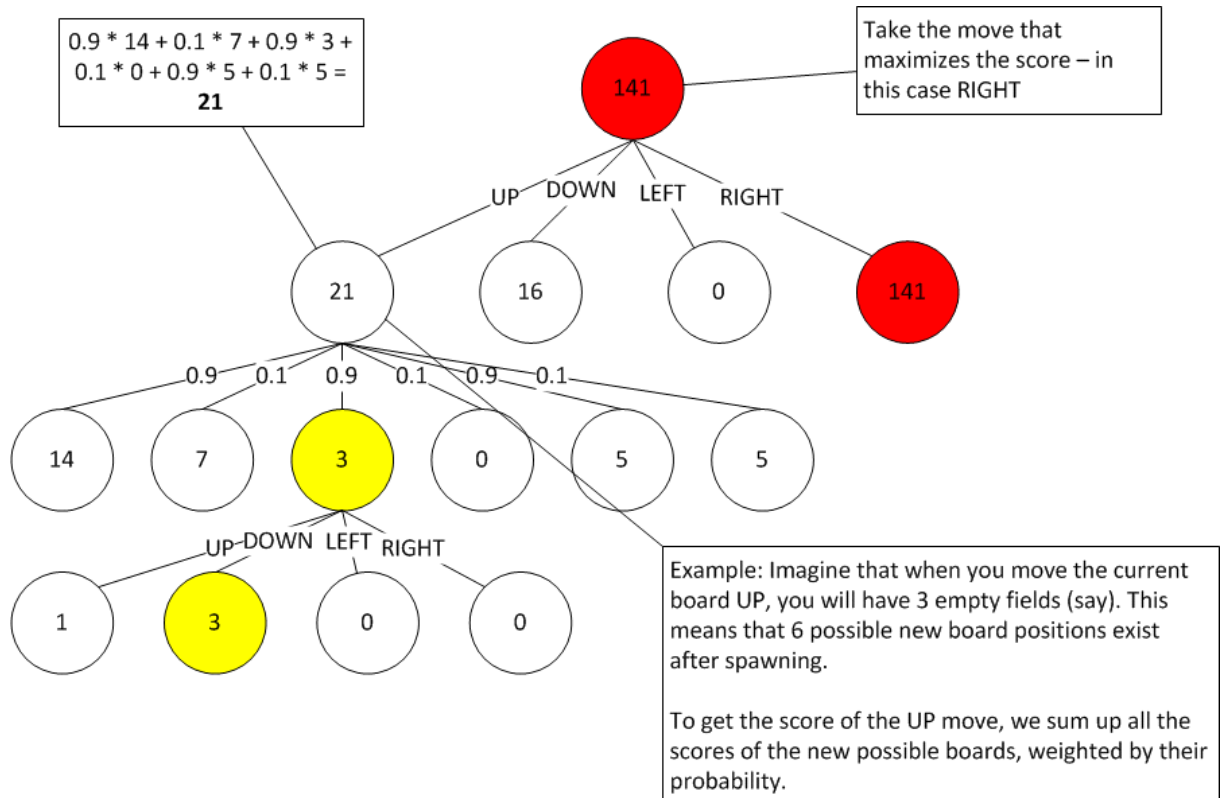 0.9 * 14 + 0.1 * 7 + 0.9 * 3 +
0.1 * 0 + 0.9 * 5 + 0.1 * 5 =
21
Take the move that
maximizes the score – in
this case RIGHT
141
UP DOWN LEFT RIGHT
21 16 0 141
0.9 0.1 0.9 0.1 0.9 0.1
14 7 3 0 5 5
UP DOWN LEFT RIGHT
1 3 0 0
Example: Imagine that when you move the current
board UP, you will have 3 empty fields (say). This
means that 6 possible new board positions exist
after spawning.
To get the score of the UP move, we sum up all the
scores of the new possible boards, weighted by their
probability.